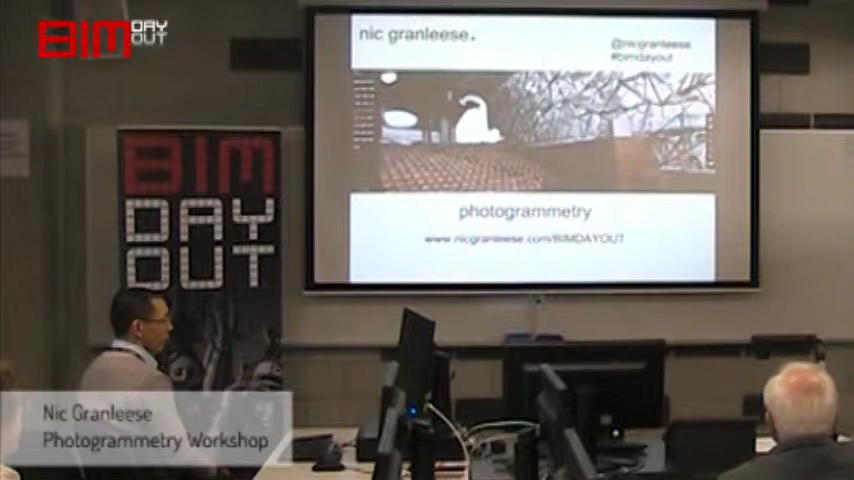 BIM DAY OUT
nic granleese.
@nicgranleese
#bimdayout
photogrammetry
www.nicgranleese.com/BIMDAYOUT
BIM
DAY
OUT
Nic Granleese
Photogrammetry Workshop